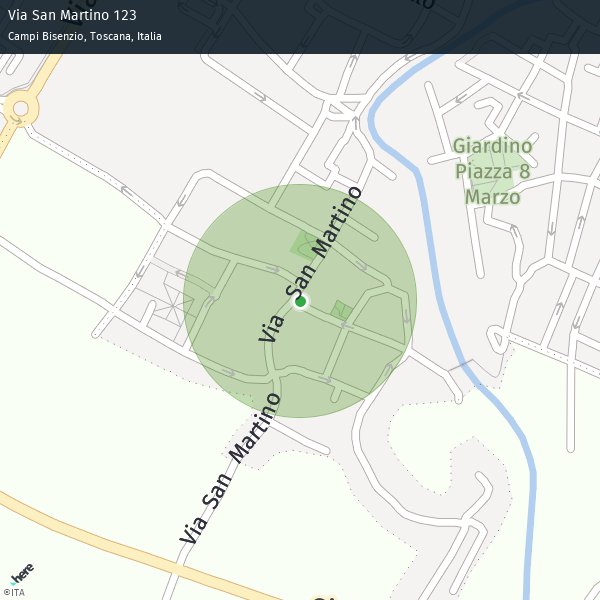 Via San Martino 123
Campi Bisenzio, Toscana, Italia
Giardino
Piazza 8
Marzo
Via San Martino
Via San Martino
here
©ITA